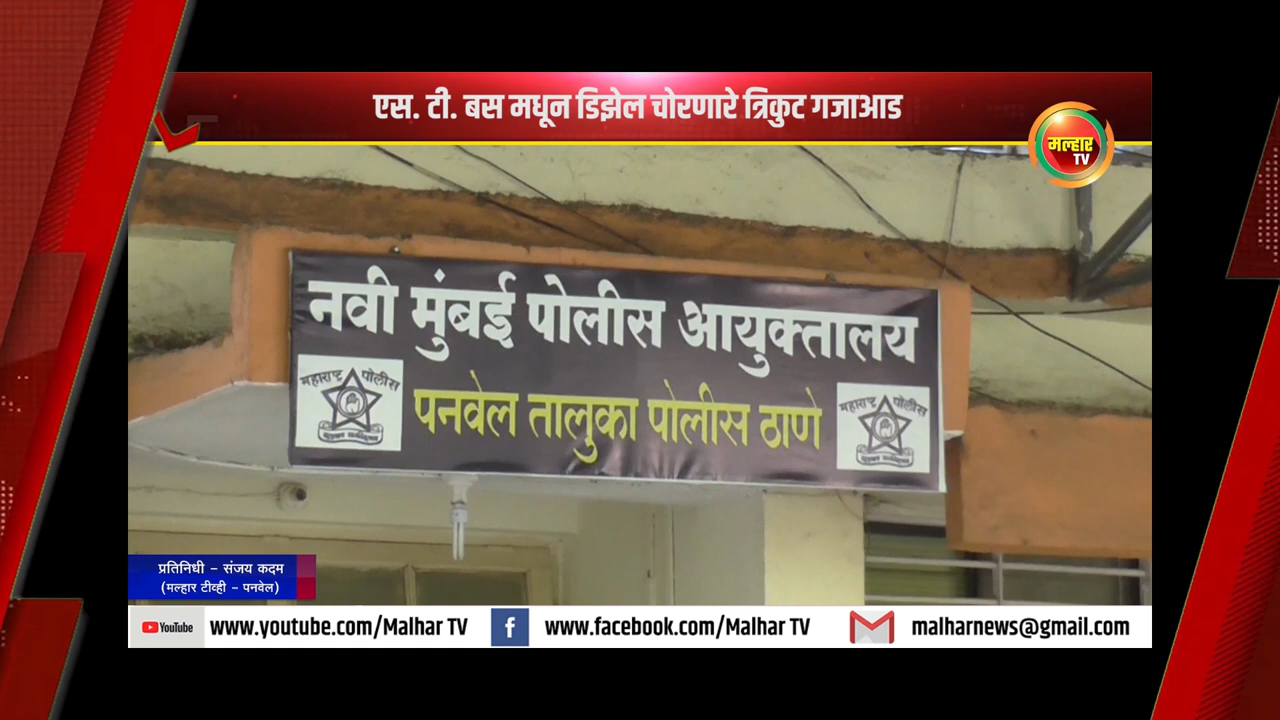 एस. टी. बस मधून डिझेल चोरणारे त्रिकुट गजाआड
मल्हार
TV
नवी मुंबई पोलीस आयुक्तालय
महाराष्ट्र पोलीस
पनवेल तालुका पोलीस ठाणे
महाराष्ट्र पोलीस
प्रतिनिधी – संजय कदम
(मल्हार टीव्ही – पनवेल)
YouTube
www.youtube.com/Malhar TV
f
www.facebook.com/Malhar TV
malharnews@gmail.com